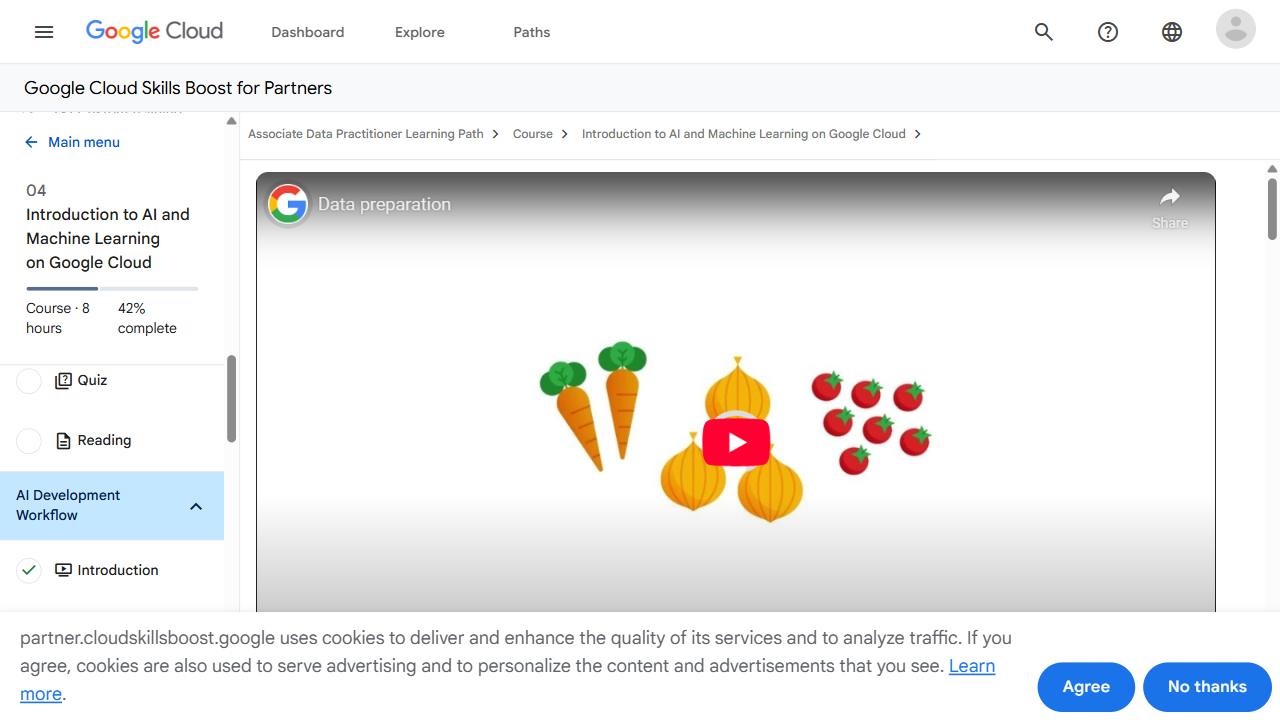 Google Cloud
Dashboard
Explore
Paths
Google Cloud Skills Boost for Partners
Main menu
04
Introduction to AI and
Machine Learning
on Google Cloud
Course · 8
hours
42%
complete
Quiz
Reading
AI Development
Workflow
Introduction
Associate Data Practitioner Learning Path
Course
Introduction to AI and Machine Learning on Google Cloud
Data preparation
Share
partner.cloudskillsboost.google uses cookies to deliver and enhance the quality of its services and to analyze traffic. If you
agree, cookies are also used to serve advertising and to personalize the content and advertisements that you see. Learn
more.
Agree
No thanks